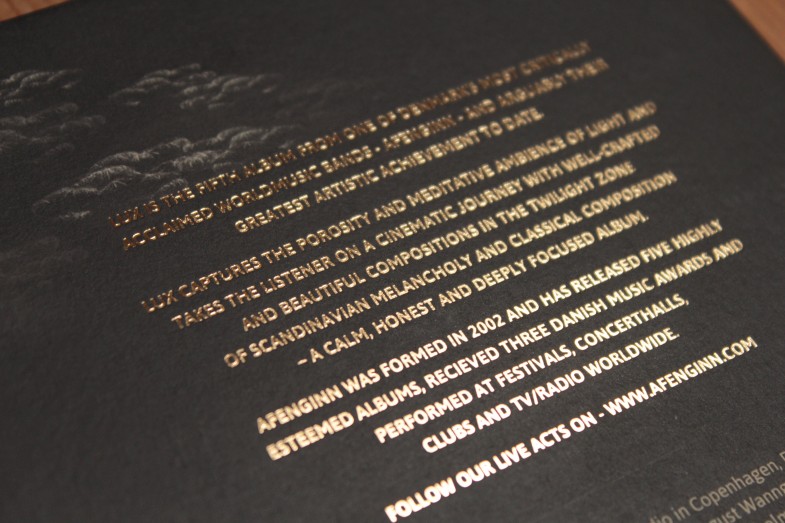 LUX IS THE FIFTH ALBUM FROM ONE OF DENMARK'S MOST CRITICALLY
ACCLAIMED WORLDMUSIC BANDS - AFENGINN - AND ARGUABLY THEIR
GREATEST ARTISTIC ACHIEVEMENT TO DATE.
LUX CAPTURES THE POROSITY AND MEDITATIVE AMBIENCE OF LIGHT AND
TAKES THE LISTENER ON A CINEMATIC JOURNEY WITH WELL-CRAFTED
AND BEAUTIFUL COMPOSITIONS IN THE TWILIGHT ZONE
OF SCANDINAVIAN MELANCHOLY AND CLASSICAL COMPOSITION
– A CALM, HONEST AND DEEPLY FOCUSED ALBUM.
AFENGINN WAS FORMED IN 2002 AND HAS RELEASED FIVE HIGHLY
ESTEEMED ALBUMS, RECIEVED THREE DANISH MUSIC AWARDS AND
PERFORMED AT FESTIVALS, CONCERTHALLS,
CLUBS AND TV/RADIO WORLDWIDE.
FOLLOW OUR LIVE ACTS ON - WWW.AFENGINN.COM
in Copenhagen,